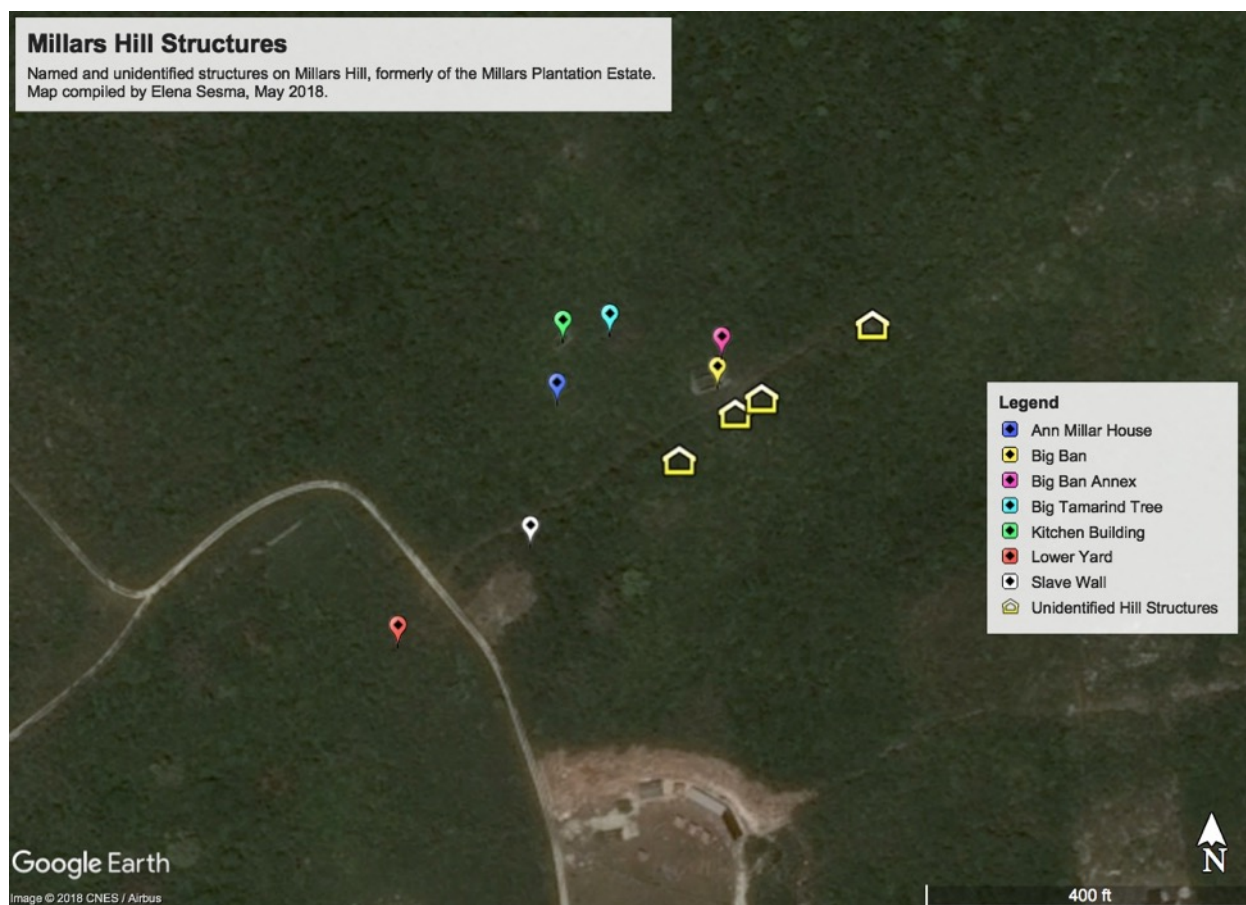 Millars Hill Structures
Named and unidentified structures on Millars Hill, formerly of the Millars Plantation Estate.
Map compiled by Elena Sesma, May 2018.
Legend
Ann Millar House
Big Ban
Big Ban Annex
Big Tamarind Tree
Kitchen Building
Lower Yard
Slave Wall
Unidentified Hill Structures
N
Google Earth
Image © 2018 CNES / Airbus
400 ft